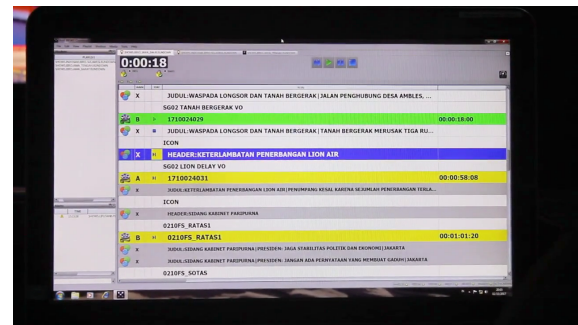 0:00:18
X JUDUL:WASPADA LONGSOR DAN TANAH BERGERAK|JALAN PENGHUBUNG DESA AMBLES, ...
SG02 TANAH BERGERAK VO
B 1710024029 00:00:18:00
X JUDUL:WASPADA LONGSOR DAN TANAH BERGERAK|TANAH BERGERAK MERUSAK TIGA RU...
ICON
X HEADER:KETERLAMBATAN PENERBANGAN LION AIR
SG02 LION DELAY VO
A 1710024031 00:00:58:08
X JUDUL:KETERLAMBATAN PENERBANGAN LION AIR|PENUMPANG KESAL KARENA SEJUMLAH PENERBANGAN TERLA...
ICON
X HEADER:SIDANG KABINET PARIPURNA
0210FS_RATAS1
B 0210FS_RATAS1 00:01:01:20
X JUDUL:SIDANG KABINET PARIPURNA|PRESIDEN: JAGA STABILITAS POLITIK DAN EKONOMI|JAKARTA
X JUDUL:SIDANG KABINET PARIPURNA|PRESIDEN: JANGAN ADA PERNYATAAN YANG MEMBUAT GADUH|JAKARTA
0210FS_SOTAS